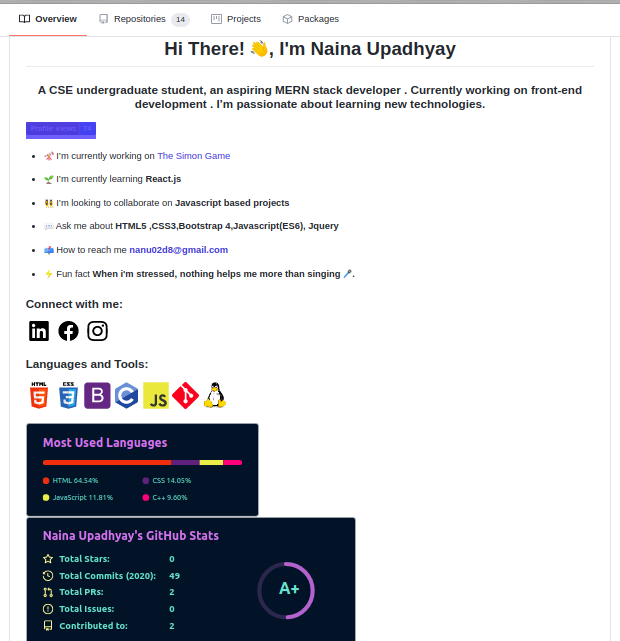 Overview Repositories 14 Projects Packages
Hi There! 👋, I'm Naina Upadhyay
A CSE undergraduate student, an aspiring MERN stack developer . Currently working on front-end
development . I'm passionate about learning new technologies.
Profile views 74
I'm currently working on The Simon Game
I'm currently learning React.js
I'm looking to collaborate on Javascript based projects
Ask me about HTML5 ,CSS3,Bootstrap 4,Javascript(ES6), Jquery
How to reach me nanu02d8@gmail.com
⚡ Fun fact When i'm stressed, nothing helps me more than singing 🎤.
Connect with me:
in
Languages and Tools:
HTML 5 CSS 3 B C JS
Most Used Languages
HTML 64.54% CSS 14.05%
JavaScript 11.81% C++ 9.60%
Naina Upadhyay's GitHub Stats
Total Stars: 0
Total Commits (2020): 49
Total PRs: 2
Total Issues: 0
Contributed to: 2
A+